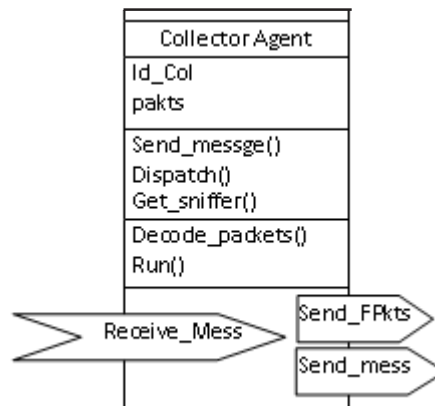 Collector Agent
Id_Col
pakts
Send_messge()
Dispatch()
Get_sniffer()
Decode_packets()
Run()
Receive_Mess
Send_FPkts
Send_mess